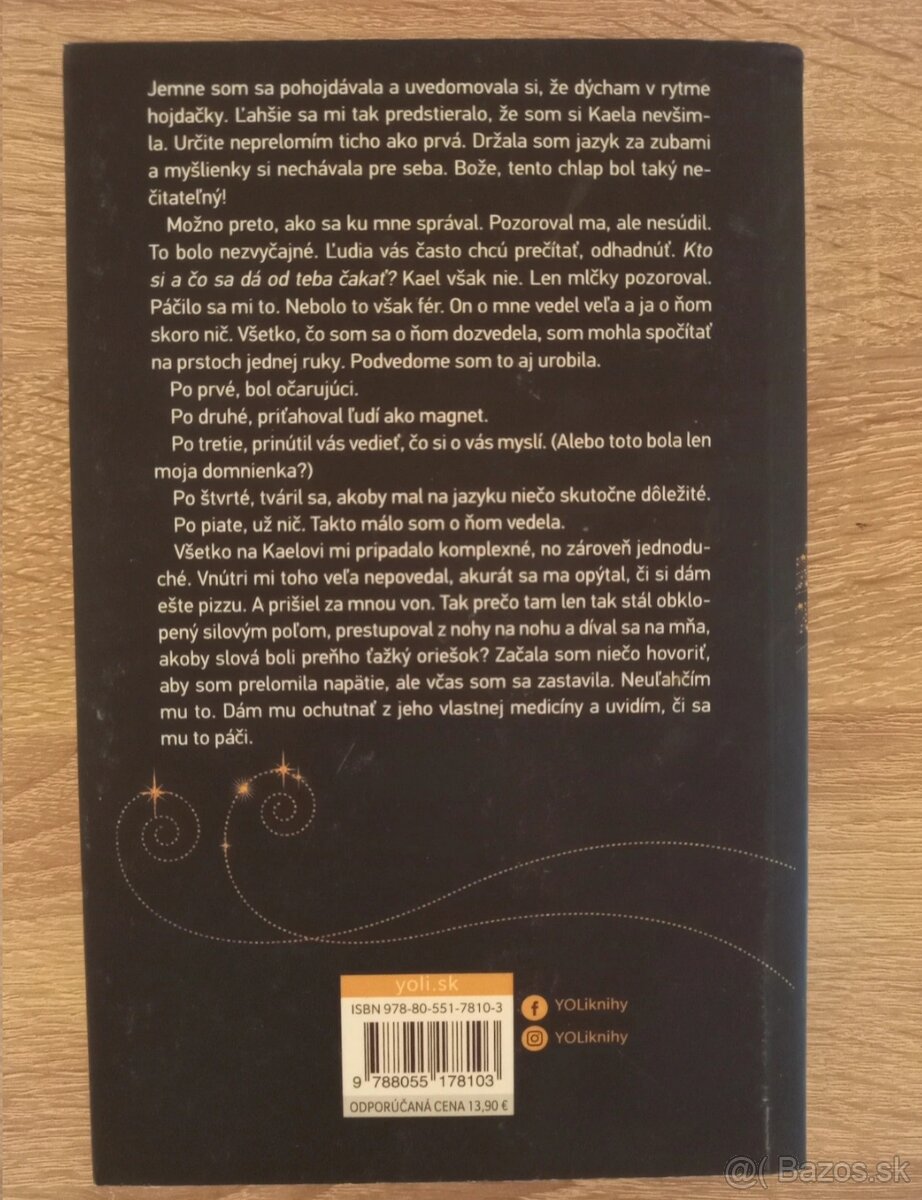 Jemne som sa pohojdávala a uvedomovala si, že dýcham v rytme
hojdačky. Ľahšie sa mi tak predstieralo, že som si Kaela nevšim-
la. Určite neprelomím ticho ako prvá. Držala som jazyk za zubami
a myšlienky si nechávala pre seba. Bože, tento chlap bol taký ne-
čitateľný!
Možno preto, ako sa ku mne správal. Pozoroval ma, ale nesúdil.
To bolo nezvyčajné. Ľudia vás často chcú prečítať, odhadnúť. Kto
si a čo sa dá od teba čakať? Kael však nie. Len mlčky pozoroval.
Páčilo sa mi to. Nebolo to však fér. On o mne vedel veľa a ja o ňom
skoro nič. Všetko, čo som sa o ňom dozvedela, som mohla spočítať
na prstoch jednej ruky. Podvedome som to aj urobila.
Po prvé, bol očarujúci.
Po druhé, priťahoval ľudí ako magnet.
Po tretie, prinútil vás vedieť, čo si o vás myslí. (Alebo toto bola len
moja domnienka?)
Po štvrté, tváril sa, akoby mal na jazyku niečo skutočne dôležité.
Po piate, už nič. Takto málo som o ňom vedela.
Všetko na Kaelovi mi pripadalo komplexné, no zároveň jednodu-
ché. Vnútri mi toho veľa nepovedal, akurát sa ma opýtal, či si dám
ešte pizzu. A prišiel za mnou von. Tak prečo tam len tak stál obklo-
pený silovým poľom, prestupoval z nohy na nohu a díval sa na mňa,
akoby slová boli preňho ťažký oriešok? Začala som niečo hovoriť,
aby som prelomila napätie, ale včas som sa zastavila. Neuľahčím
mu to. Dám mu ochutnať z jeho vlastnej medicíny a uvidím, či sa
mu to páči.
yoli.sk
ISBN 978-80-551-7810-3
9 788055 178103
ODPORÚČANÁ CENA 13,90 €
YOLiknihy
YOLiknihy
@( Bazos.sk